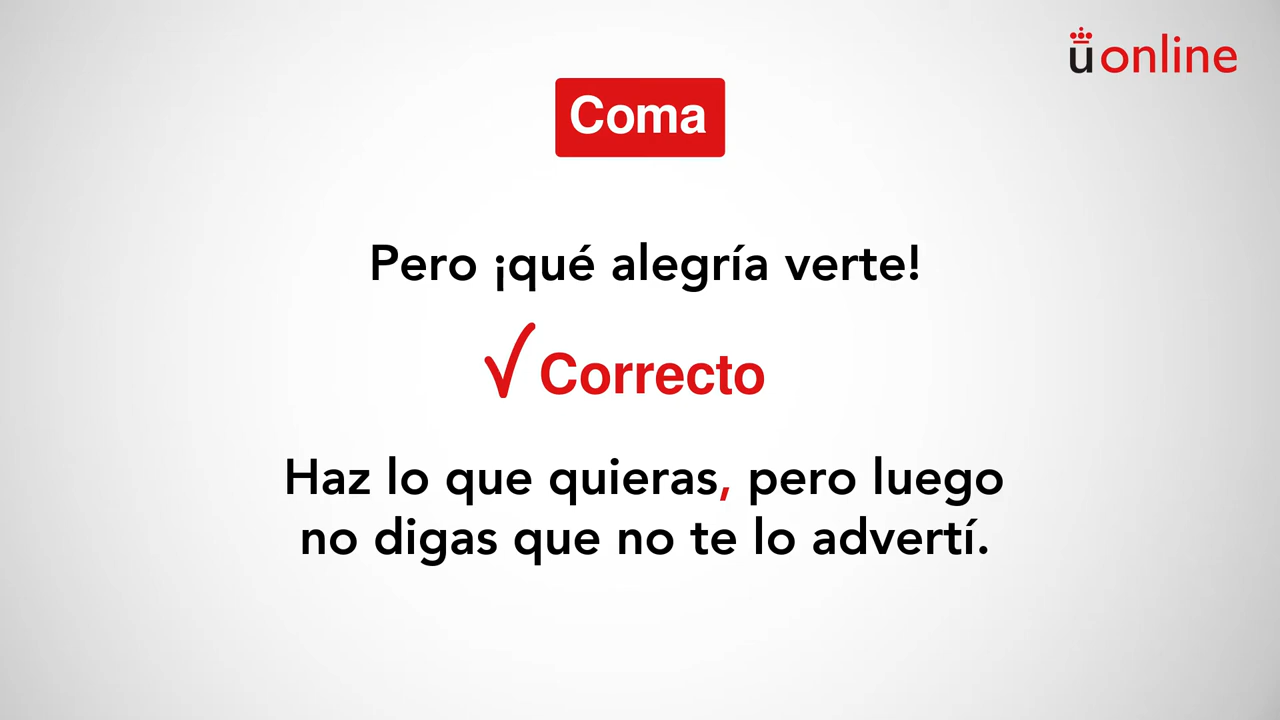 uonline
Coma
Pero ¡qué alegría verte!
Correcto
Haz lo que quieras, pero luego
no digas que no te lo advertí.